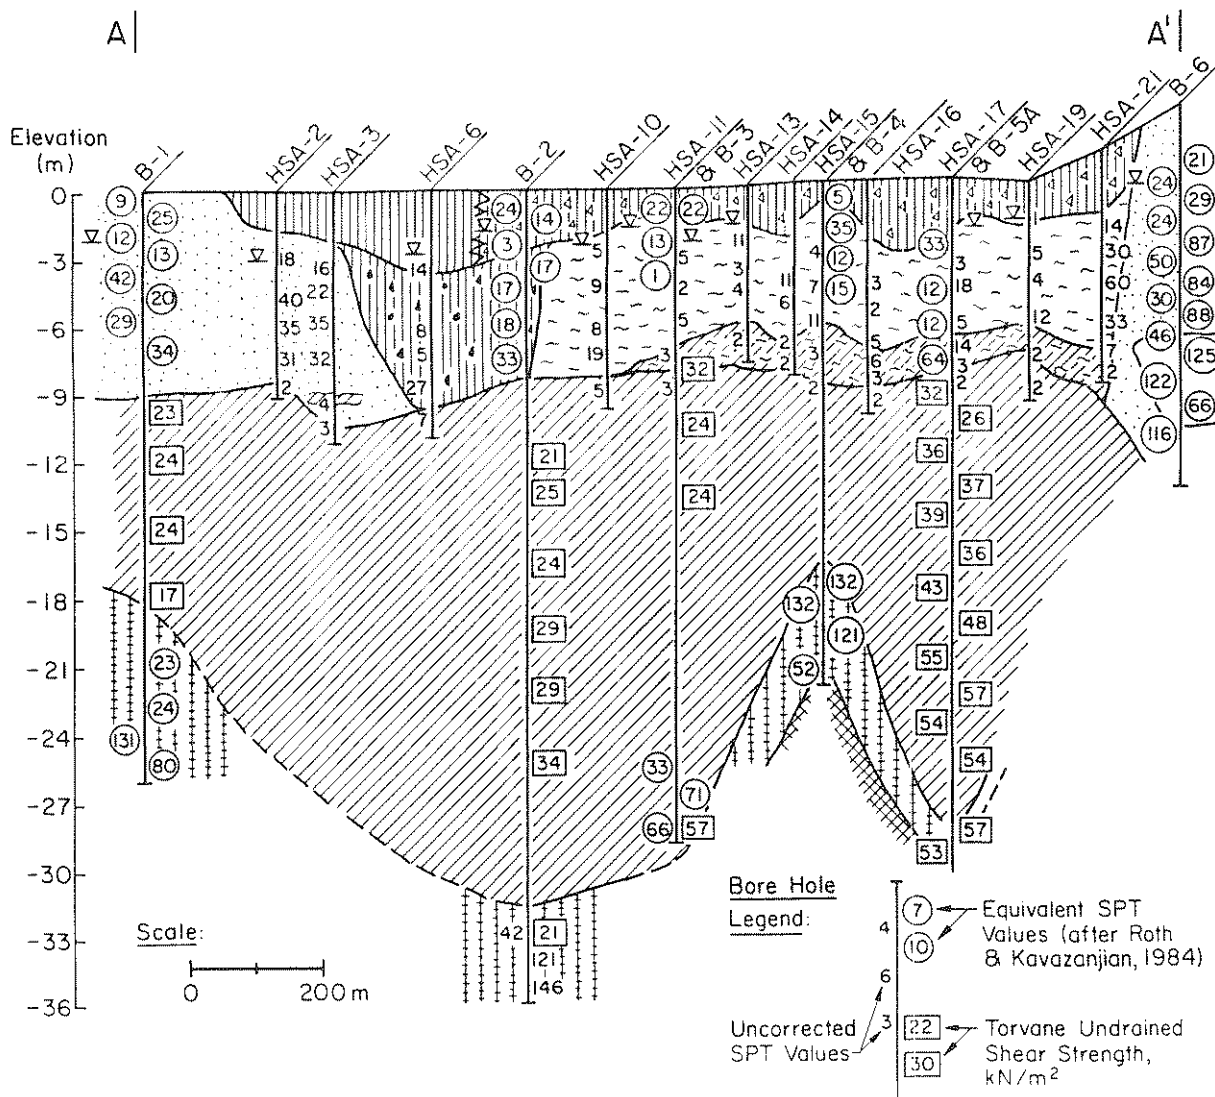 A A'
B-1 HSA-2 HSA-3 HSA-6 B-2 HSA-10 HSA-11 & B-3 HSA-13 HSA-14 HSA-15 & B-4 HSA-16 HSA-17 & B-5A HSA-19 HSA-21 B-6
Elevation
(m)
0
-3
-6
-9
-12
-15
-18
-21
-24
-27
-30
-33
-36
9 12 42 29 131
25 13 20 34 23 24 24 17 23 24 80
18 40 35 31 2
16 22 35 32 4 3
14 8 5 27 7
24 3 17 18 33 42
14 17 21 25 24 29 29 34 21 121 146
5 9 8 19 5
22 13 1 3 3 33 66
22 5 2 5 32 3 24 24 71 57
11 3 4 2
11 6 2 2
4 7 11 3 2 132 52
5 35 12 15 132 121
3 2 5 6 3 2
33 12 12 64 32 36 39 43 55 54 53
3 18 5 14 3 2 26 37 36 48 57 54 57
5 4 12 2 2
14 30 30 60 33 7 2
24 24 50 30 46 122 116
21 29 87 84 88 125 66
Scale:
0 200 m
Bore Hole
Legend:
4 6 3
7 10
22 30
Equivalent SPT
Values (after Roth
& Kavazanjian, 1984)
Uncorrected
SPT Values
Torvane Undrained
Shear Strength,
kN/m²